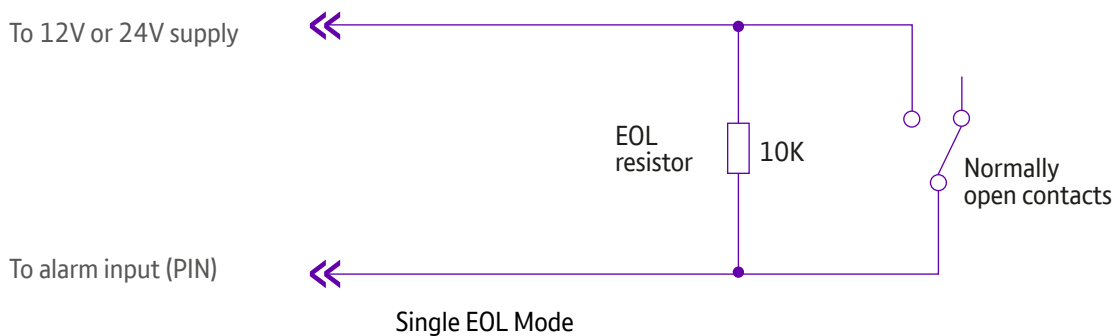 To 12V or 24V supply
EOL
resistor
10K
Normally
open contacts
To alarm input (PIN)
Single EOL Mode